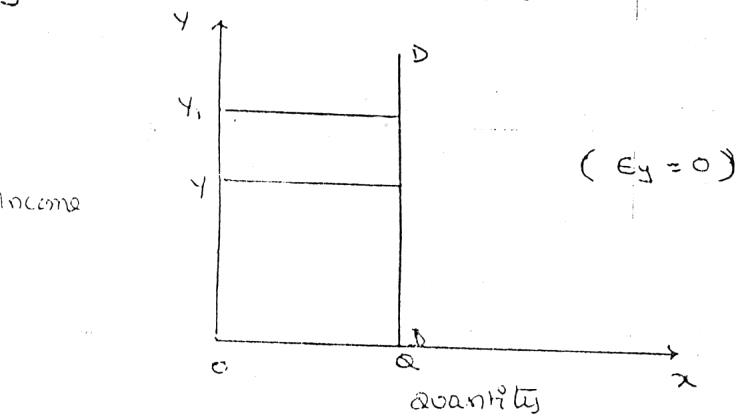 Y
D
Y₁
(Ey = 0)
Y
Income
D
O
Q
x
Quantity